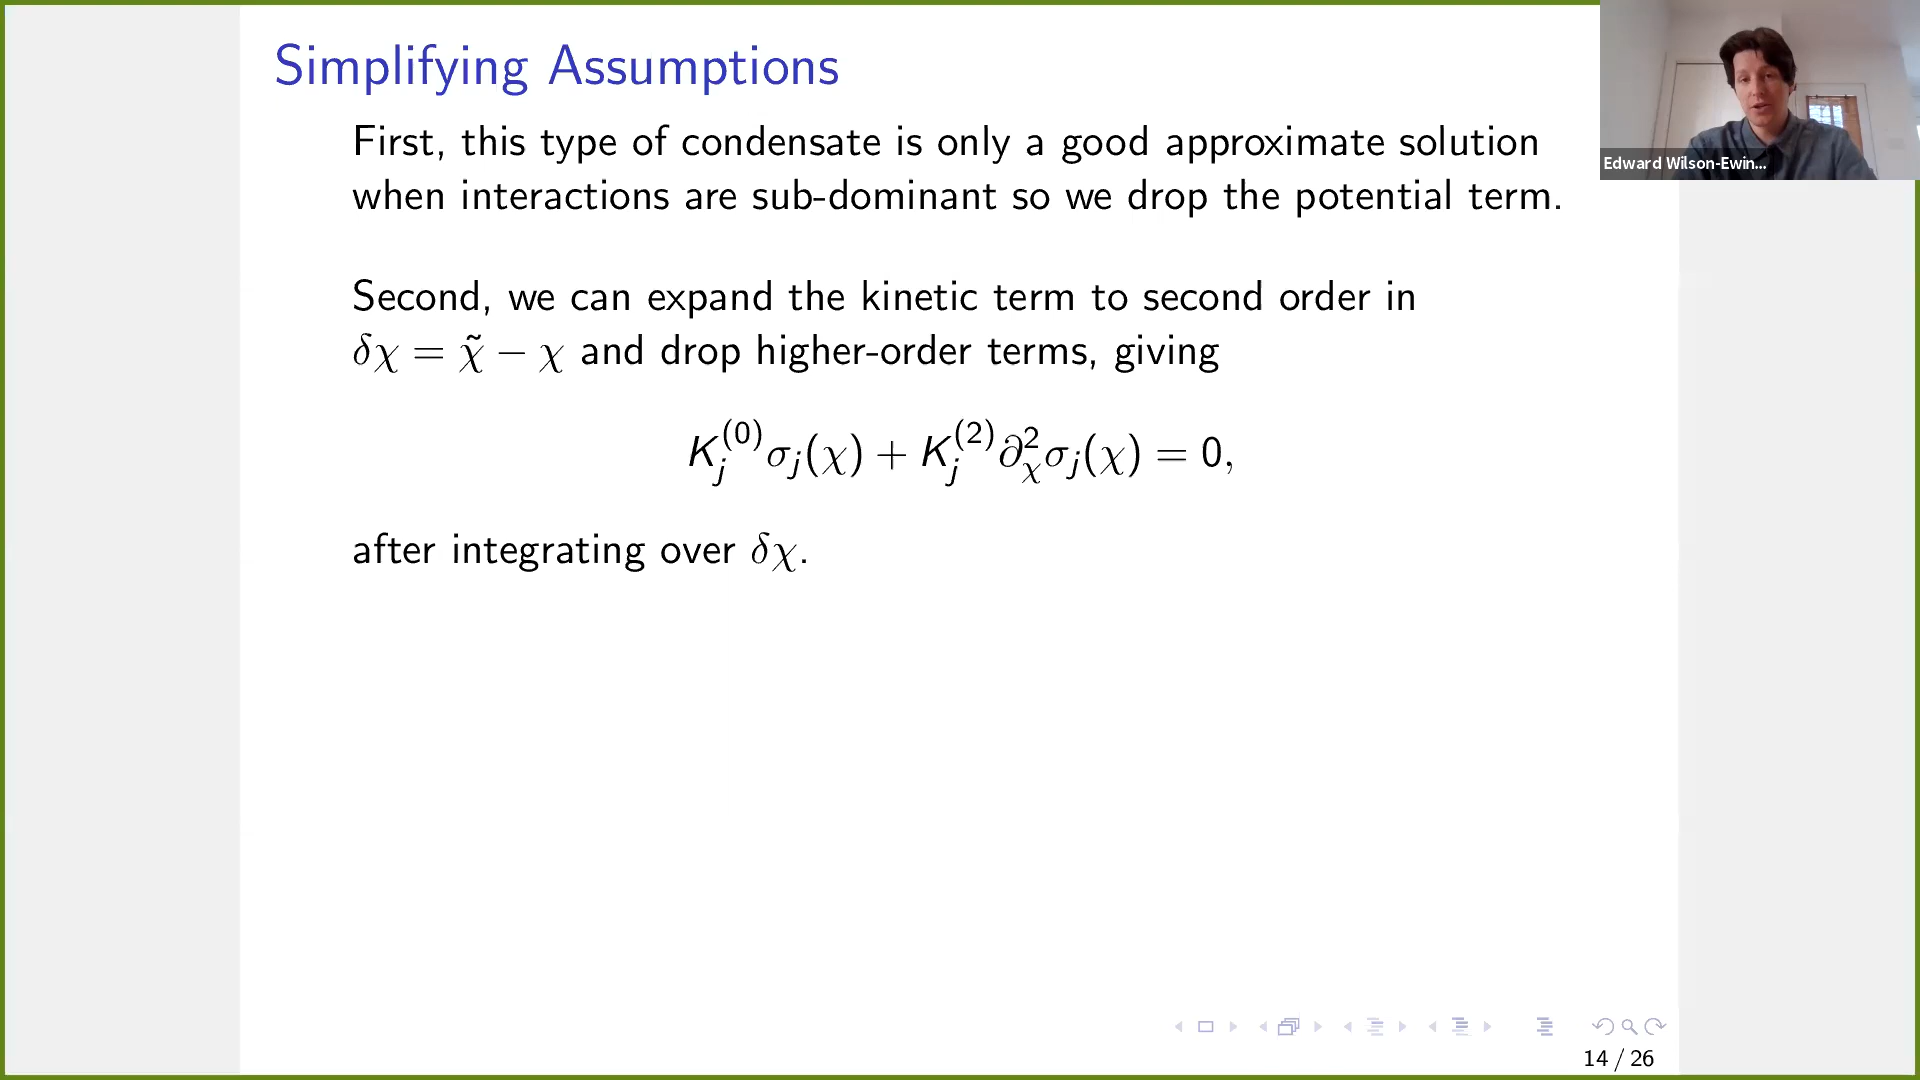 Simplifying Assumptions
First, this type of condensate is only a good approximate solution
when interactions are sub-dominant so we drop the potential term.
Second, we can expand the kinetic term to second order in
δχ = χ̃ − χ and drop higher-order terms, giving
K_j^{(0)} σ_j(χ) + K_j^{(2)} ∂_χ^2 σ_j(χ) = 0,
after integrating over δχ.
14 / 26
Edward Wilson-Ewin...